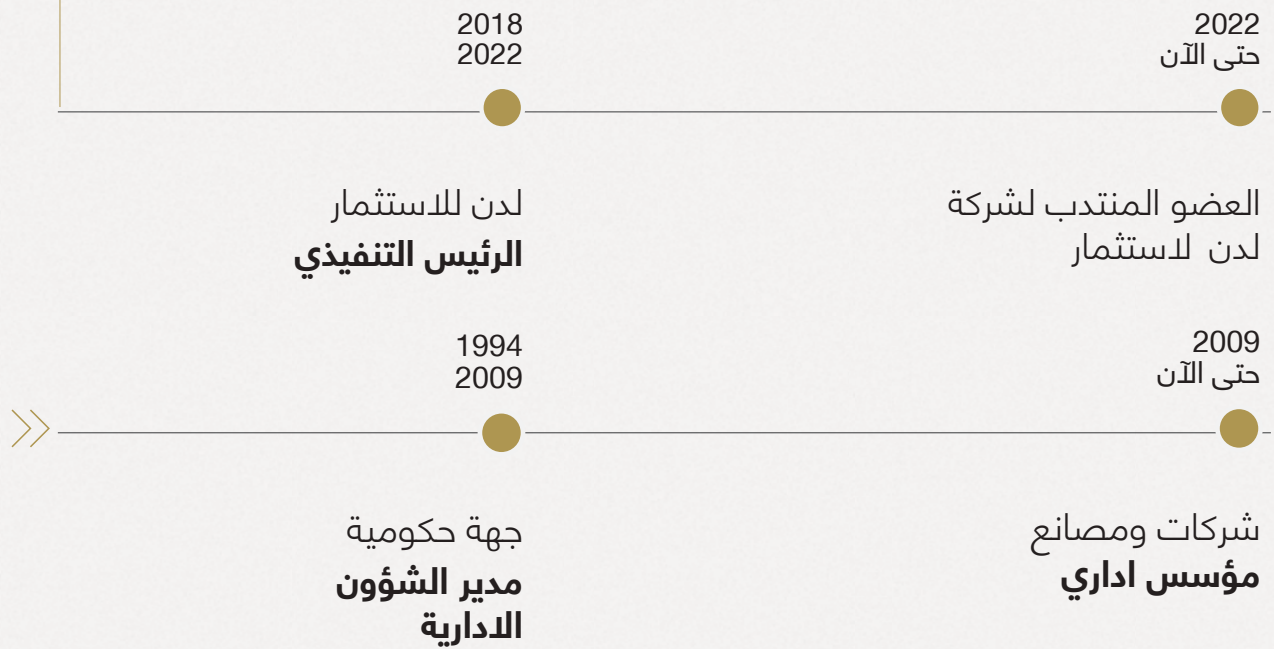 2022
حتى الآن
العضو المنتدب لشركة
لدن لاستثمار
2018
2022
لدن للاستثمار
الرئيس التنفيذي
2009
حتى الآن
شركات ومصانع
مؤسس اداري
1994
2009
جهة حكومية
مدير الشؤون
الادارية